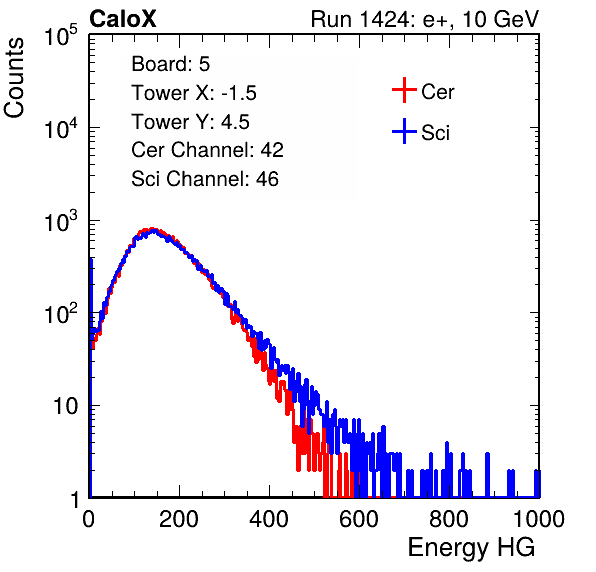 CaloX Run 1424: e+, 10 GeV
Counts
Board: 5
Tower X: -1.5
Tower Y: 4.5
Cer Channel: 42
Sci Channel: 46
Cer
Sci
10^5
10^4
10^3
10^2
10
1
0 200 400 600 800 1000
Energy HG